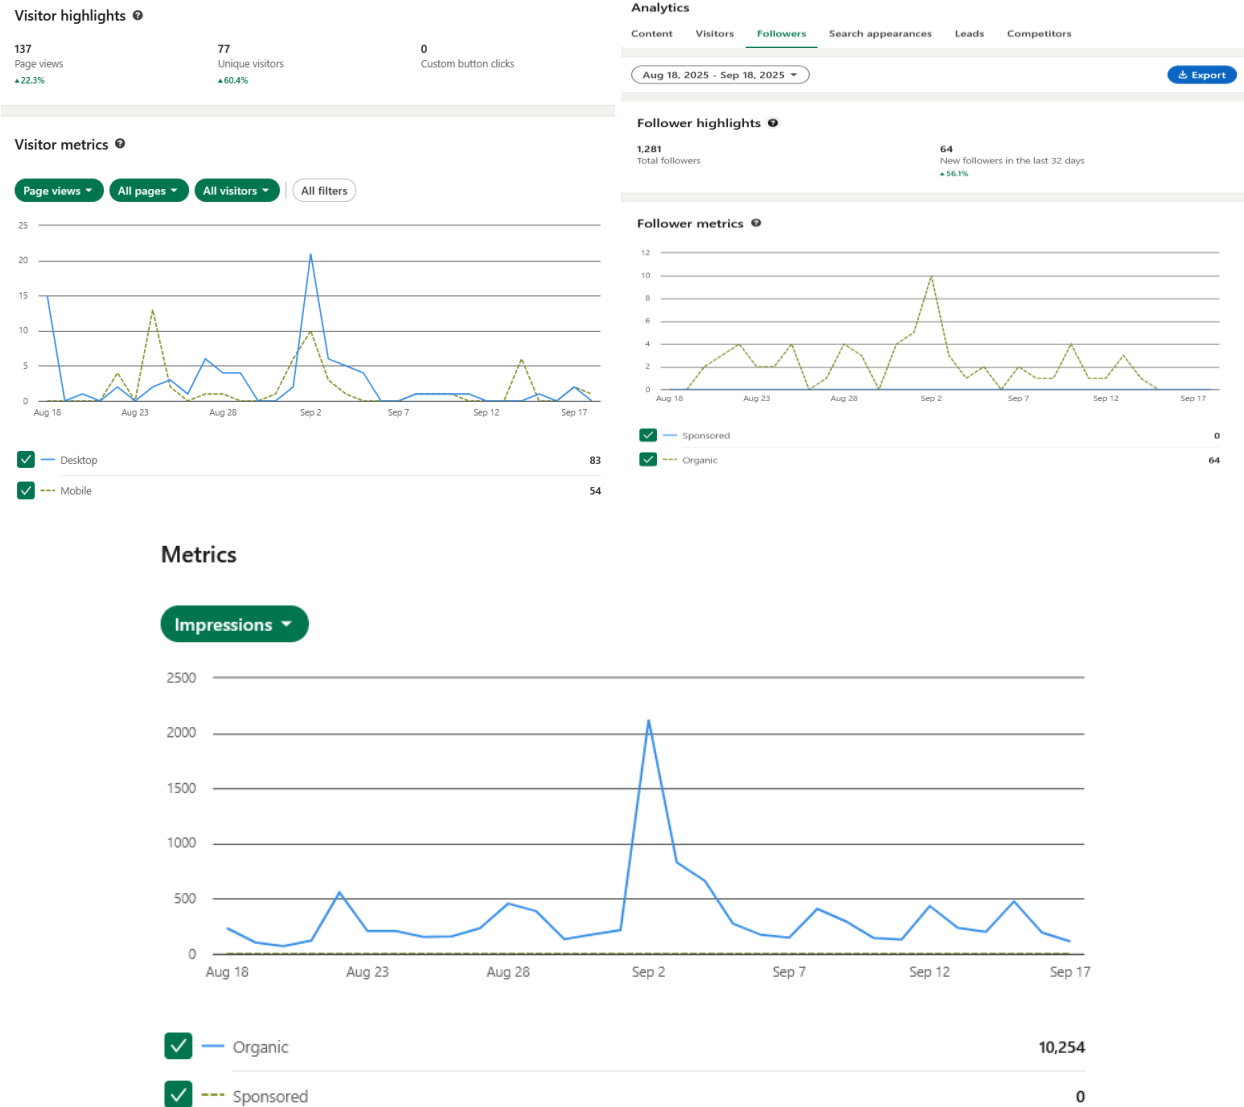 Visitor highlights
137
77
0
Page views
Unique visitors
Custom button clicks
▲22.3%
▲60.4%
Visitor metrics
Page views
All pages
All visitors
All filters
25
20
15
10
5
0
Aug 18
Aug 23
Aug 28
Sep 2
Sep 7
Sep 12
Sep 17
Desktop
83
Mobile
54
Analytics
Content
Visitors
Followers
Search appearances
Leads
Competitors
Aug 18, 2025 - Sep 18, 2025
Export
Follower highlights
1,281
64
Total followers
New followers in the last 32 days
▲56.1%
Follower metrics
12
10
8
6
4
2
0
Aug 18
Aug 23
Aug 28
Sep 2
Sep 7
Sep 12
Sep 17
Sponsored
0
Organic
64
Metrics
Impressions
2500
2000
1500
1000
500
0
Aug 18
Aug 23
Aug 28
Sep 2
Sep 7
Sep 12
Sep 17
Organic
10,254
Sponsored
0